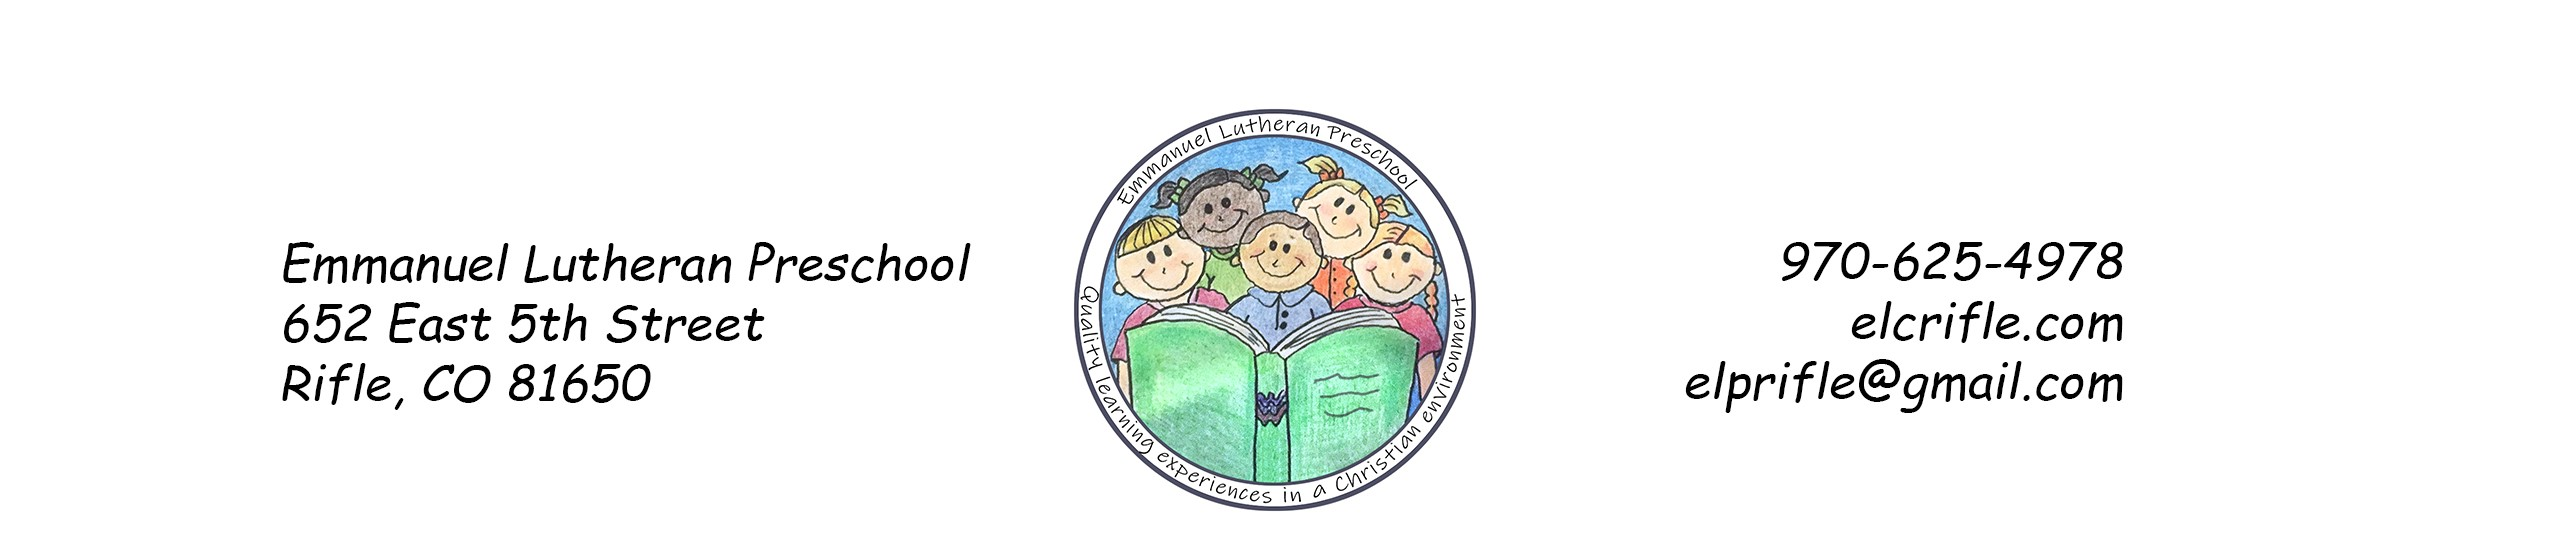 Emmanuel Lutheran Preschool
652 East 5th Street
Rifle, CO 81650
Emmanuel Lutheran Preschool
Quality learning experiences in a Christian environment
970-625-4978
elcrifle.com
elprifle@gmail.com